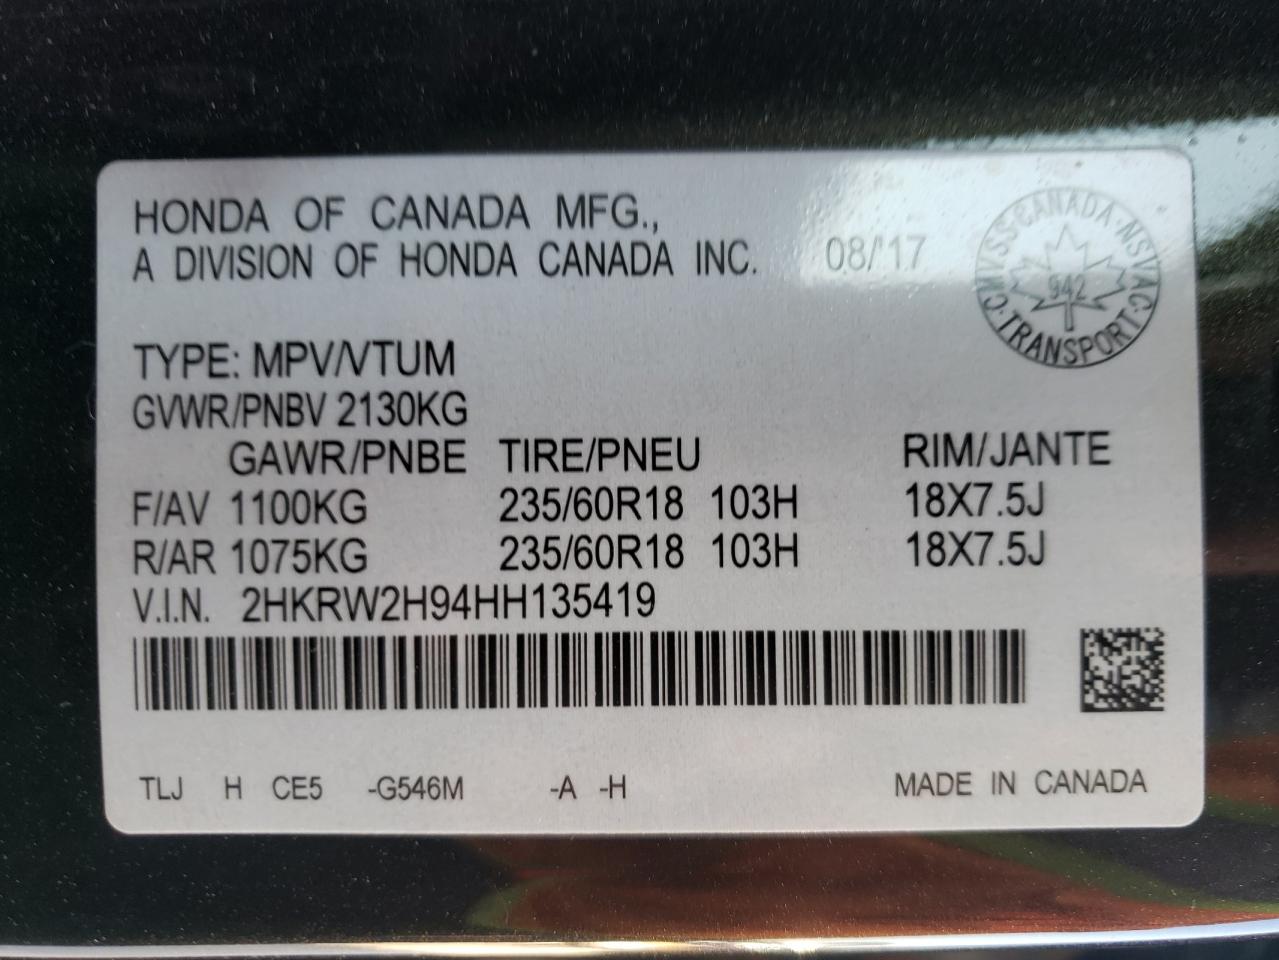 HONDA OF CANADA MFG.,
A DIVISION OF HONDA CANADA INC. 08/'17
CMVSS CANADA · NSVAC · TRANSPORT ·
942
TYPE: MPV/VTUM
GVWR/PNBV 2130KG
GAWR/PNBE TIRE/PNEU RIM/JANTE
F/AV 1100KG 235/60R18 103H 18X7.5J
R/AR 1075KG 235/60R18 103H 18X7.5J
V.I.N. 2HKRW2H94HH135419
TLJ H CE5 -G546M -A -H MADE IN CANADA